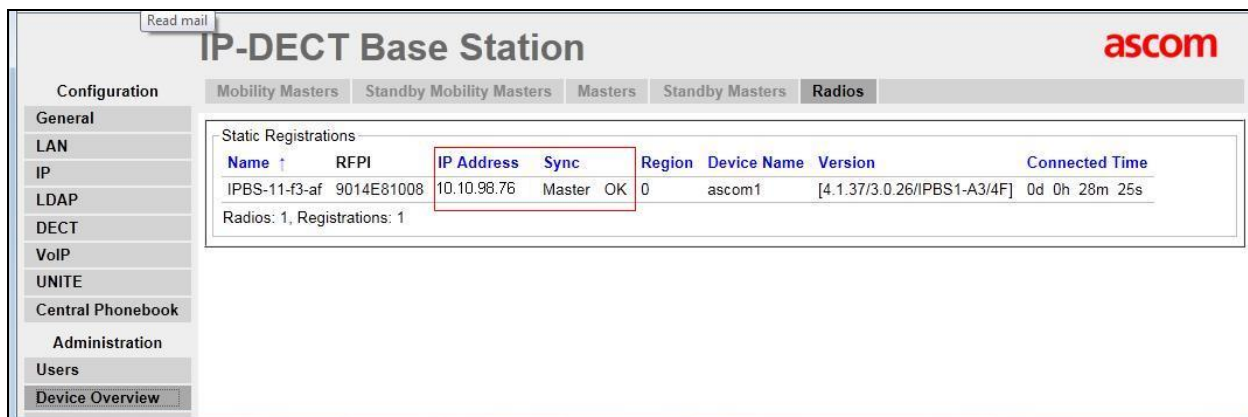 Read mail
IP-DECT Base Station
ascom
Configuration
General
LAN
IP
LDAP
DECT
VoIP
UNITE
Central Phonebook
Administration
Users
Device Overview
Mobility Masters Standby Mobility Masters Masters Standby Masters Radios
Static Registrations
Name ↑ RFPI IP Address Sync Region Device Name Version Connected Time
IPBS-11-f3-af 9014E81008 10.10.98.76 Master OK 0 ascom1 [4.1.37/3.0.26/IPBS1-A3/4F] 0d 0h 28m 25s
Radios: 1, Registrations: 1